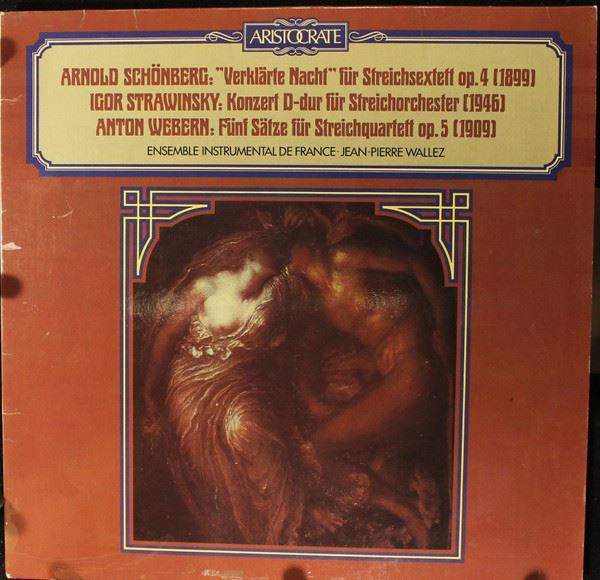 ARISTOCRATE
ARNOLD SCHÖNBERG: "Verklärte Nacht" für Streichsextett op. 4 (1899)
IGOR STRAWINSKY: Konzert D-dur für Streichorchester (1946)
ANTON WEBERN: Fünf Sätze für Streichquartett op. 5 (1909)
ENSEMBLE INSTRUMENTAL DE FRANCE · JEAN-PIERRE WALLEZ